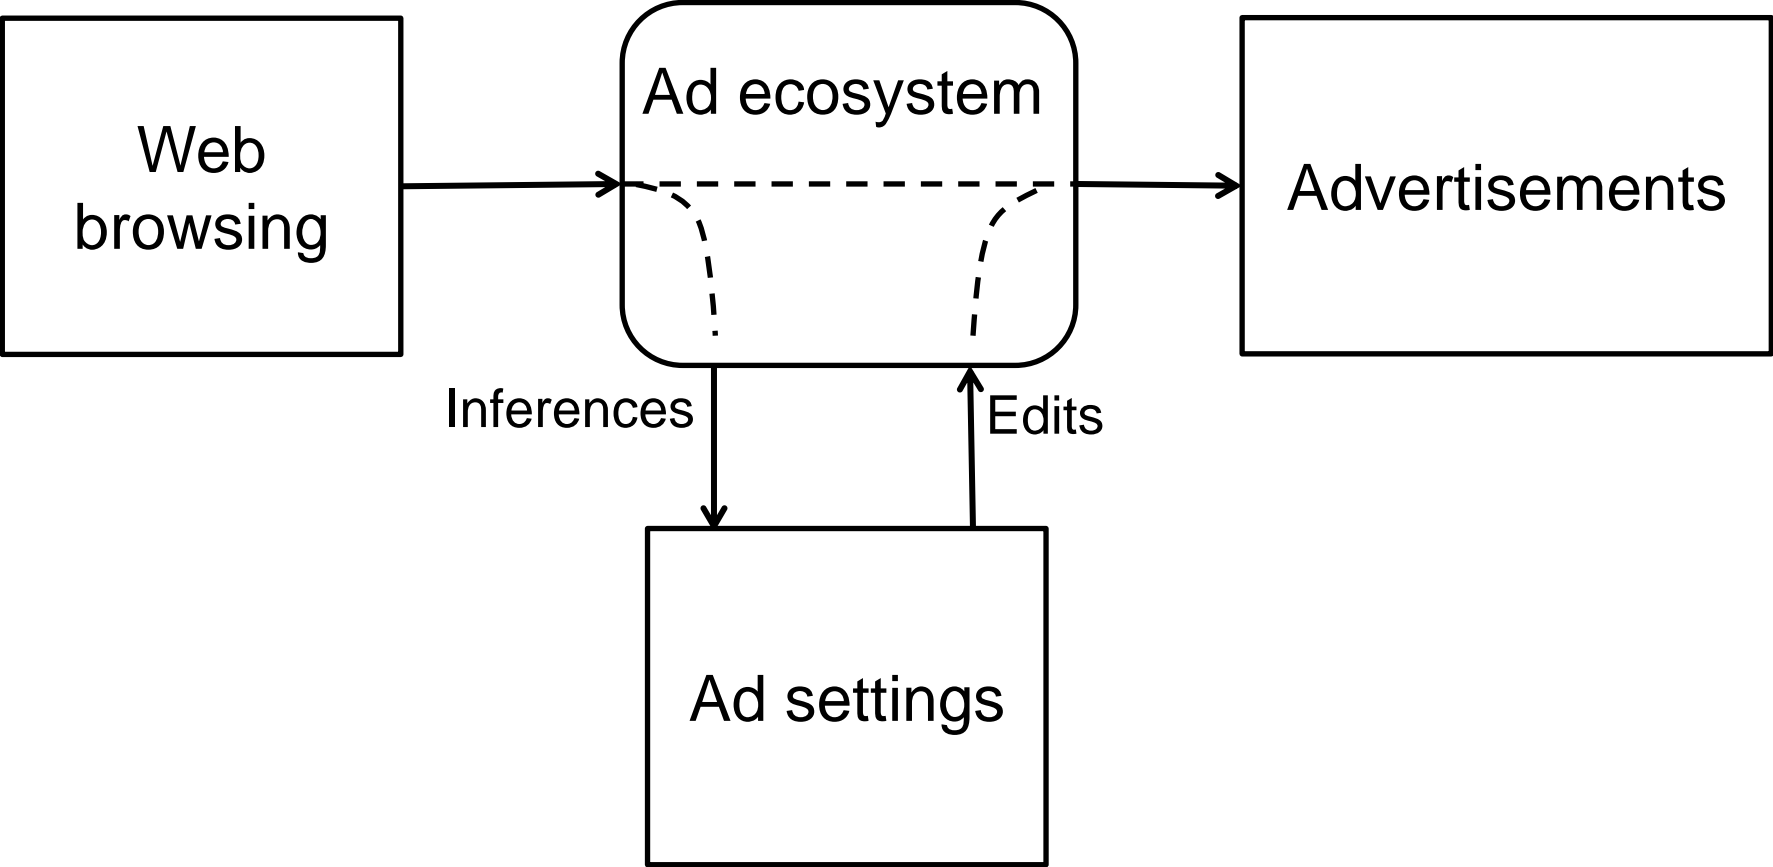 Web
browsing
Ad ecosystem
Advertisements
Inferences
Edits
Ad settings